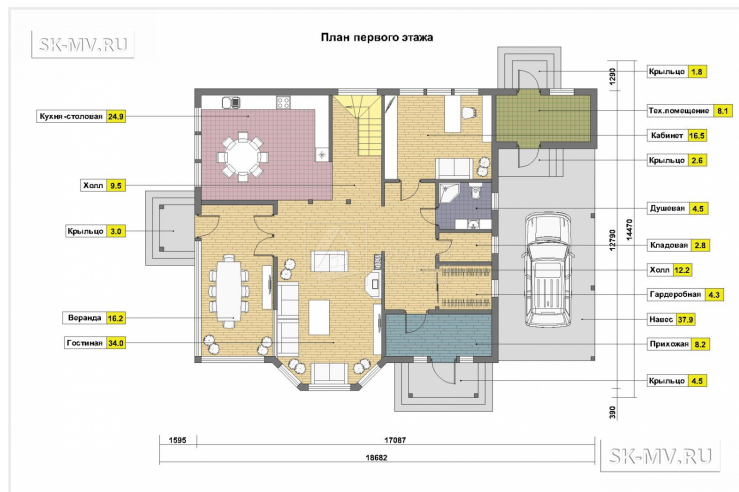 SK-MV.RU
План первого этажа
Кухня-столовая 24.9
Холл 9.5
Крыльцо 3.0
Веранда 16.2
Гостиная 34.0
Крыльцо 1.8
Тех.помещение 8.1
Кабинет 16.5
Крыльцо 2.6
Душевая 4.5
Кладовая 2.8
Холл 12.2
Гардеробная 4.3
Навес 37.9
Прихожая 8.2
Крыльцо 4.5
1290
12790
14470
390
1595
17087
18682
SK-MV.RU